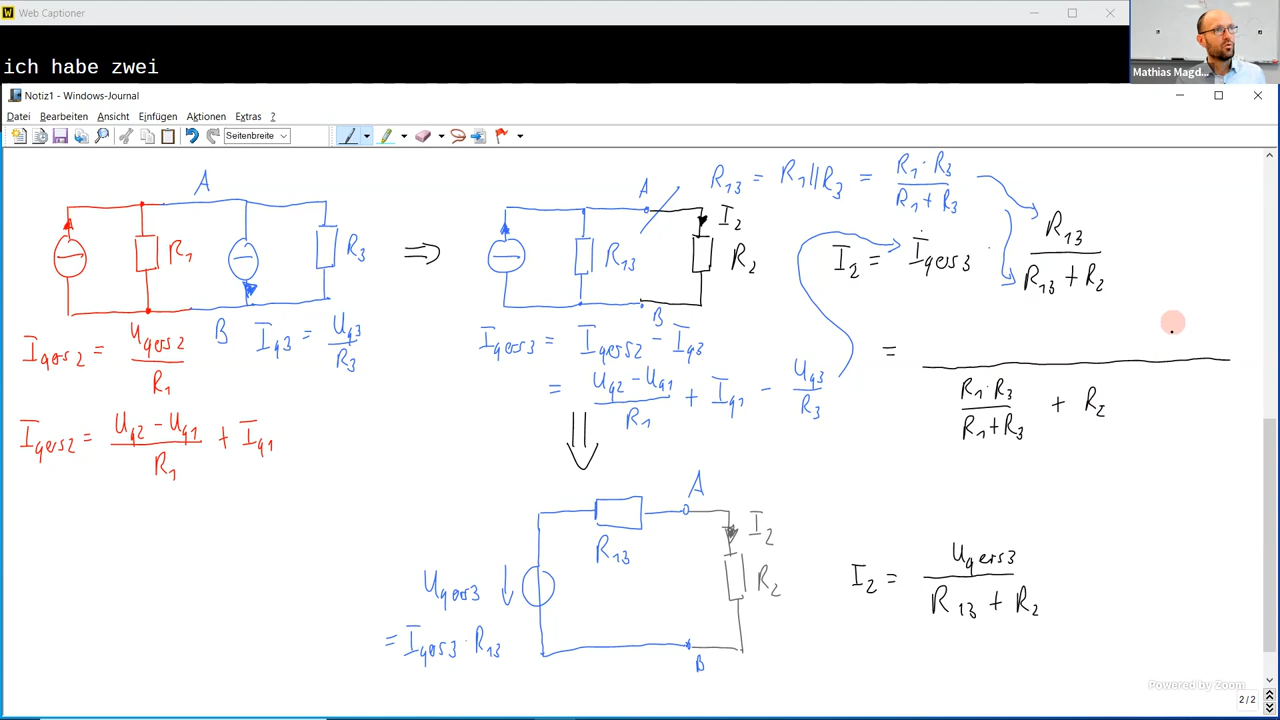 Web Captioner
ich habe zwei
Mathias Magd...
Notiz1 - Windows-Journal
Datei Bearbeiten Ansicht Einfügen Aktionen Extras ?
Seitenbreite
A
R1
R3
B
Iqers2 = Uqers2 / R1
Iq3 = Uq3 / R3
Iqers2 = (Uq2 - Uq1) / R1 + Iq1
⇒
A
I2
R13
R2
B
Iqers3 = Iqers2 - Iq3
= (Uq2 - Uq1) / R1 + Iq1 - Uq3 / R3
R13 = R1||R3 = (R1 · R3) / (R1 + R3)
I2 = Iqers3 · R13 / (R13 + R2)
=
(R1 · R3) / (R1 + R3) + R2
⇓
A
R13
I2
R2
Uqers3
= Iqers3 · R13
B
I2 = Uqers3 / (R13 + R2)
Powered by Zoom
2/2